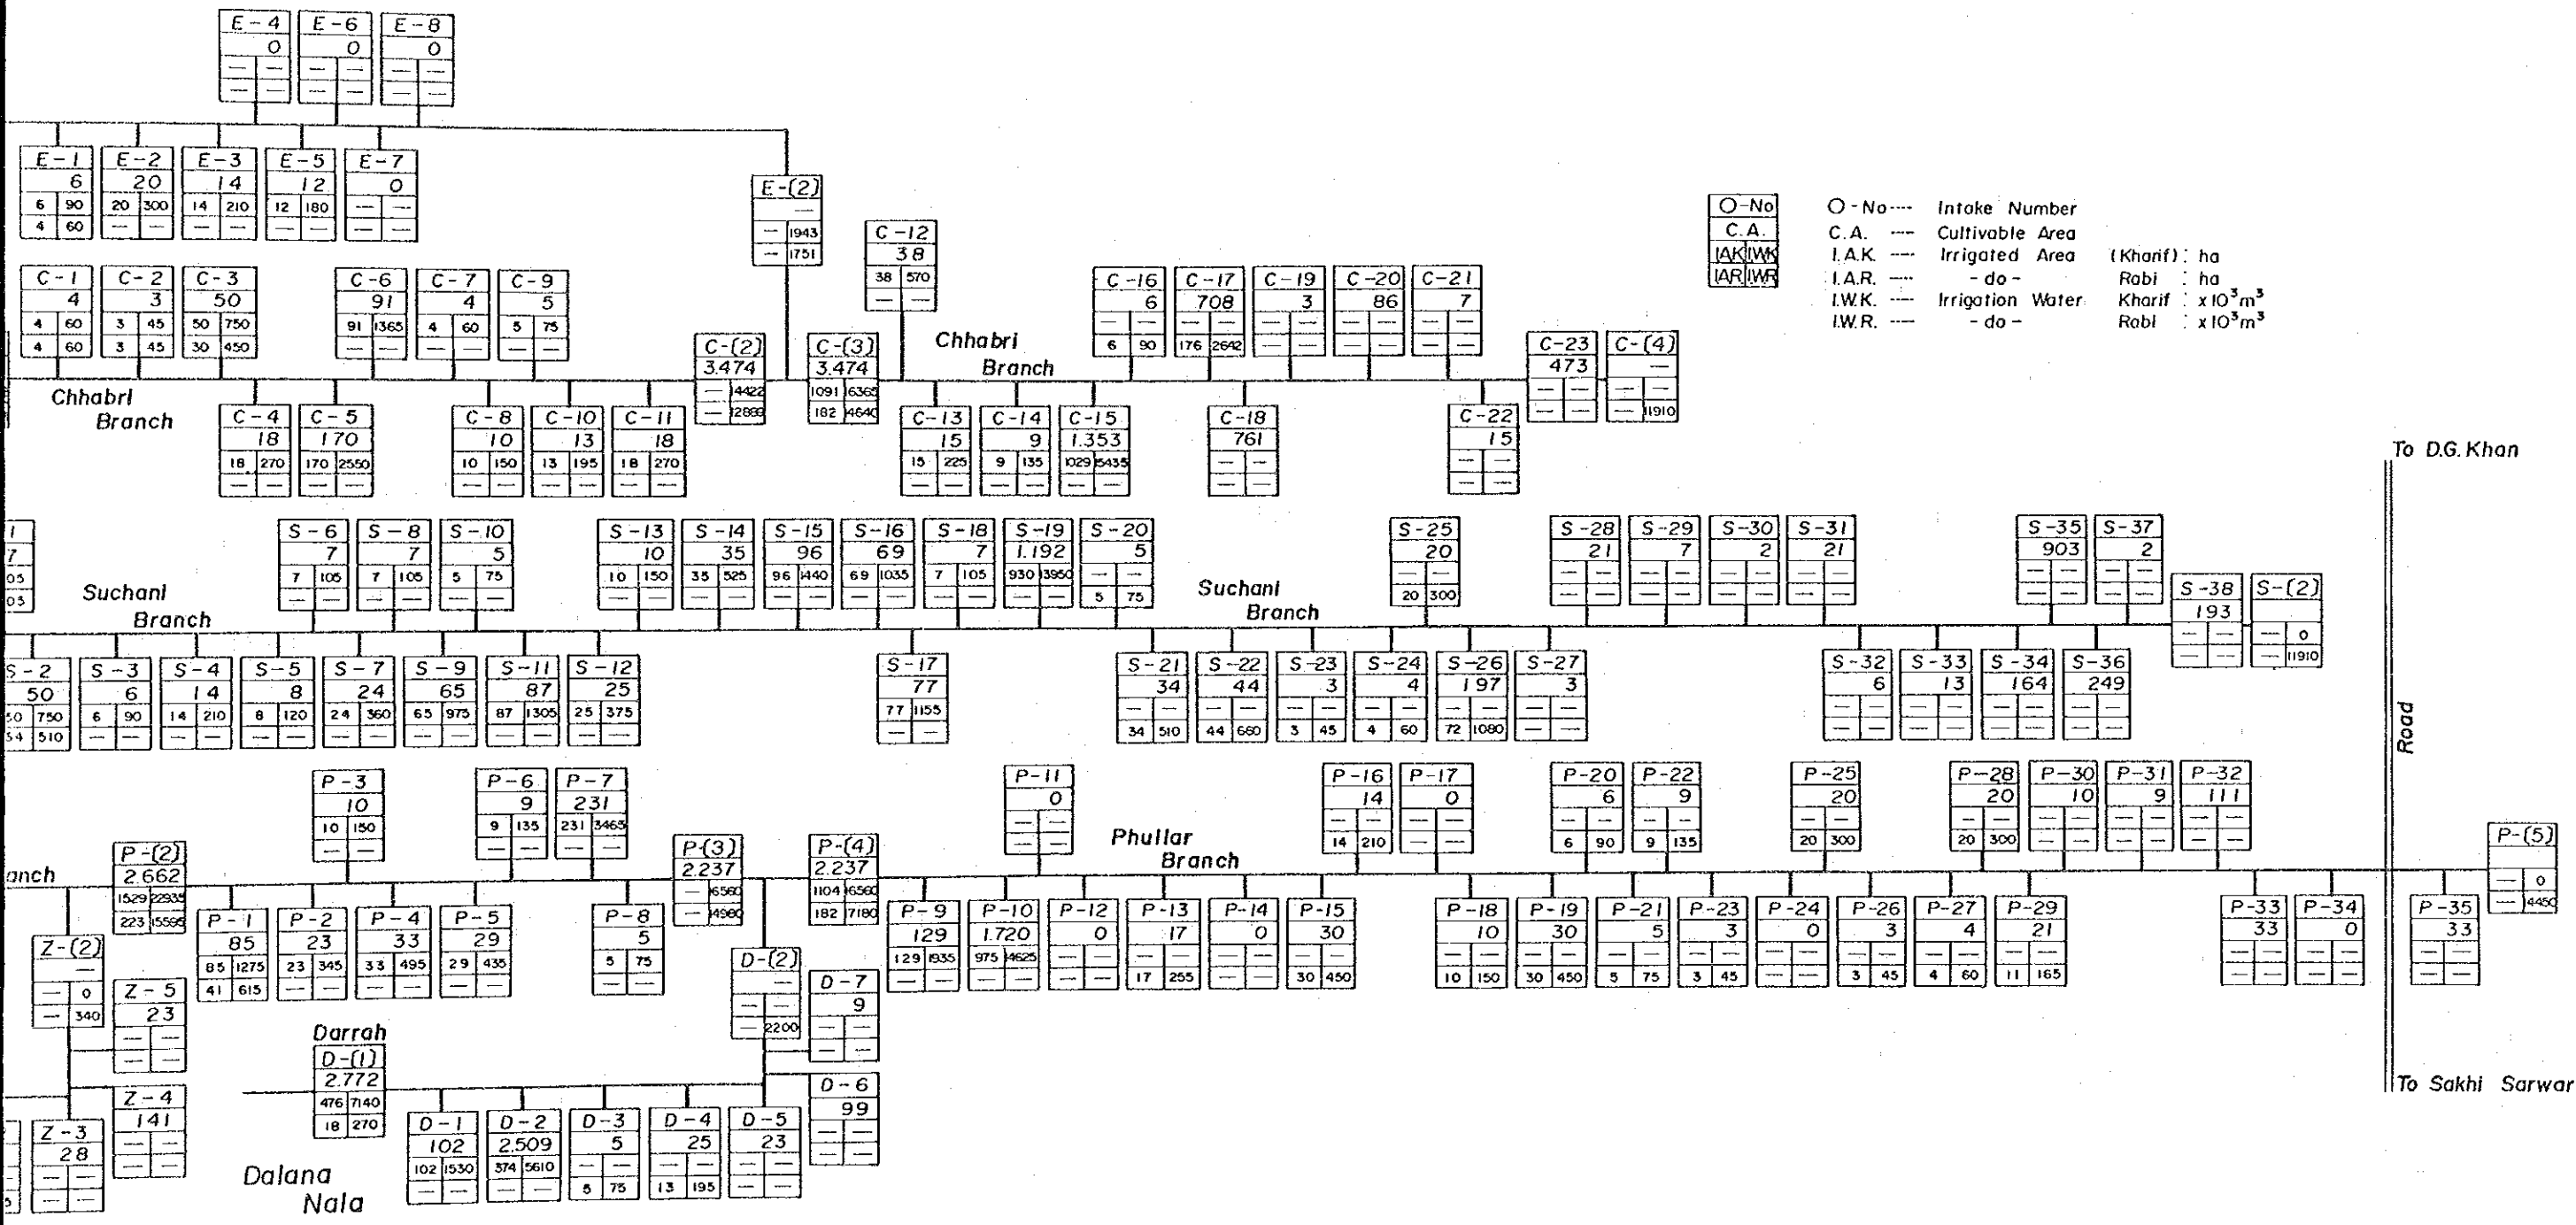 E-4 E-6 E-8
0 0 0
— — — — — —
— — — — — —
E-1 E-2 E-3 E-5 E-7
6 20 14 12 0
6 90 20 300 14 210 12 180 — —
4 60 — — — — — — — —
E-(2)
—
— 1943
— 1751
O-No
C.A.
IAK IWK
IAR IWR
O-No---- Intake Number
C.A. ---- Cultivable Area
I.A.K. ---- Irrigated Area (Kharif) : ha
I.A.R. ---- -do- Rabi : ha
I.W.K. ---- Irrigation Water Kharif : x10³m³
I.W.R. ---- -do- Rabi : x10³m³
C-1 C-2 C-3 C-6 C-7 C-9
4 3 50 91 4 5
4 60 3 45 50 750 91 1365 4 60 5 75
4 60 3 45 30 450 — — — — — —
C-(2)
3.474
— 4422
— 12889
C-(3)
3.474
1091 16365
182 4640
C-12
38
38 570
— —
Chhabri
Branch
C-16 C-17 C-19 C-20 C-21
6 708 3 86 7
— — — — — — — — — —
6 90 176 2642 — — — — — —
C-23 C-(4)
473 —
— — — —
— — — 11910
Chhabri
Branch
C-4 C-5 C-8 C-10 C-11
18 170 10 13 18
18 270 170 2550 10 150 13 195 18 270
— — — — — — — — — —
C-13 C-14 C-15 C-18 C-22
15 9 1.353 761 15
15 225 9 135 1029 15435 — — — —
— — — — — — — — — —
To D.G. Khan
1
7
05
05
Suchani
Branch
S-6 S-8 S-10
7 7 5
7 105 7 105 5 75
— — — — — —
S-13 S-14 S-15 S-16 S-18 S-19 S-20
10 35 96 69 7 1.192 5
10 150 35 525 96 1440 69 1035 7 105 930 13950 — —
— — — — — — — — — — — — 5 75
Suchani
Branch
S-25
20
— —
20 300
S-28 S-29 S-30 S-31
21 7 2 21
— — — — — — — —
— — — — — — — —
S-35 S-37
903 2
— — — —
— — — —
S-38 S-(2)
193
— — — 0
— — — 11910
S-2 S-3 S-4 S-5 S-7 S-9 S-11 S-12
50 6 14 8 24 65 87 25
50 750 6 90 14 210 8 120 24 360 65 975 87 1305 25 375
34 510 — — — — — — — — — — — — — —
S-17
77
77 1155
— —
S-21 S-22 S-23 S-24 S-26 S-27
34 44 3 4 197 3
— — — — — — — — — — — —
34 510 44 660 3 45 4 60 72 1080 — —
S-32 S-33 S-34 S-36
6 13 164 249
— — — — — — — —
— — — — — — — —
Road
anch
P-(2)
2.662
1529 22935
223 15595
P-3 P-6 P-7
10 9 231
10 150 9 135 231 3465
— — — — — —
P-(3)
2.237
— 16560
— 14980
P-(4)
2.237
1104 16560
182 7180
P-11
0
— —
— —
Phullar
Branch
P-16 P-17 P-20 P-22 P-25
14 0 6 9 20
— — — — — — — — — —
14 210 — — 6 90 9 135 20 300
P-28 P-30 P-31 P-32
20 10 9 111
— — — — — — — —
20 300 — — — — — —
P-(5)
— 0
— 4450
P-1 P-2 P-4 P-5 P-8
85 23 33 29 5
85 1275 23 345 33 495 29 435 5 75
41 615 — — — — — — — —
P-9 P-10 P-12 P-13 P-14 P-15
129 1.720 0 17 0 30
129 1935 975 14625 — — — — — — — —
— — — — — — 17 255 — — 30 450
P-18 P-19 P-21 P-23 P-24 P-26 P-27 P-29
10 30 5 3 0 3 4 21
— — — — — — — — — — — — — — — —
10 150 30 450 5 75 3 45 — — 3 45 4 60 11 165
P-33 P-34 P-35
33 0 33
— — — — — —
— — — — — —
Z-(2)
—
— 0
— 340
Z-5
23
— —
— —
Z-4
141
— —
— —
Z-3
28
— —
— —
D-(2)
—
— —
— 2200
D-7
9
— —
— —
D-6
99
— —
— —
Darrah
D-(1)
2.772
476 7140
18 270
Dalana
Nala
D-1 D-2 D-3 D-4 D-5
102 2.509 5 25 23
102 1530 374 5610 — — — — — —
— — — — 5 75 13 195 — —
To Sakhi Sarwar